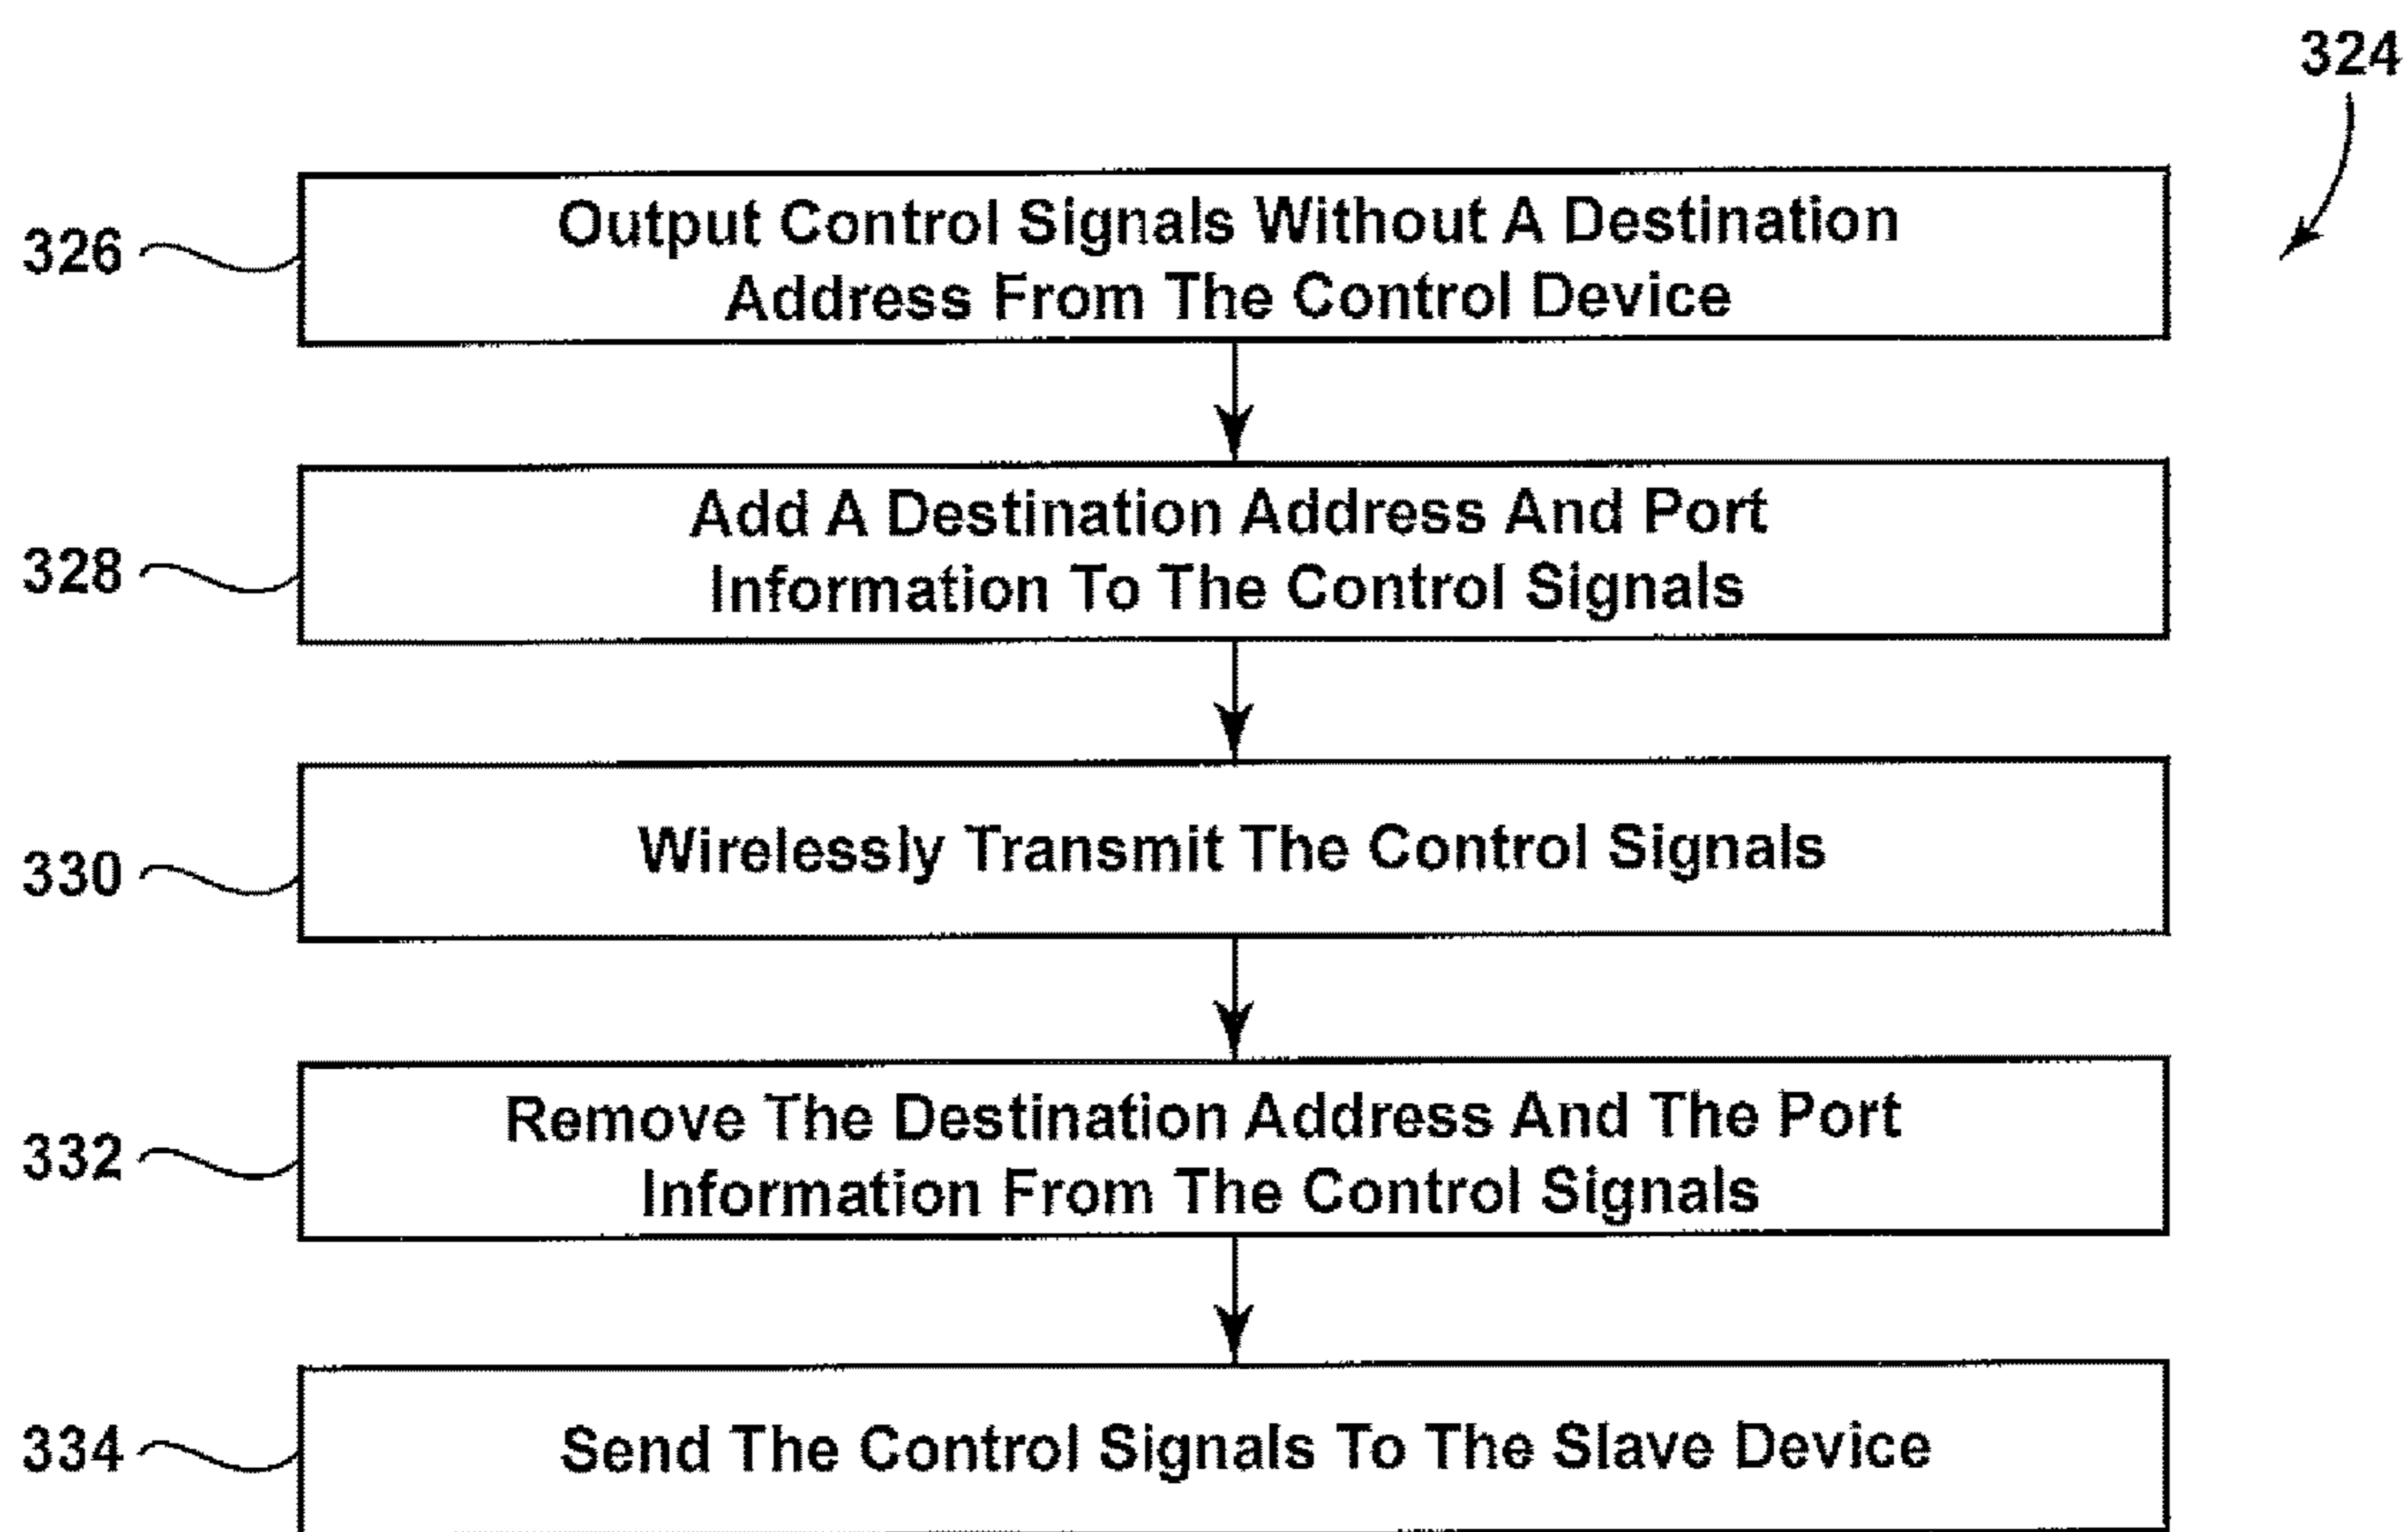 324
326
Output Control Signals Without A Destination
Address From The Control Device
328
Add A Destination Address And Port
Information To The Control Signals
330
Wirelessly Transmit The Control Signals
332
Remove The Destination Address And The Port
Information From The Control Signals
334
Send The Control Signals To The Slave Device